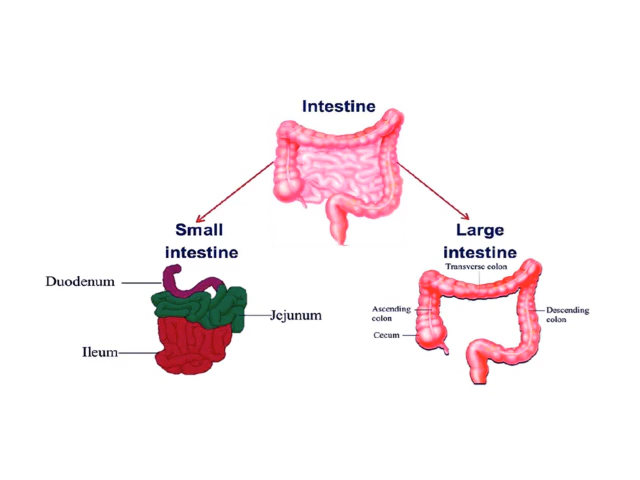 Intestine
Small
intestine
Large
intestine
Transverse colon
Duodenum
Jejunum
Ileum
Ascending
colon
Cecum
Descending
colon